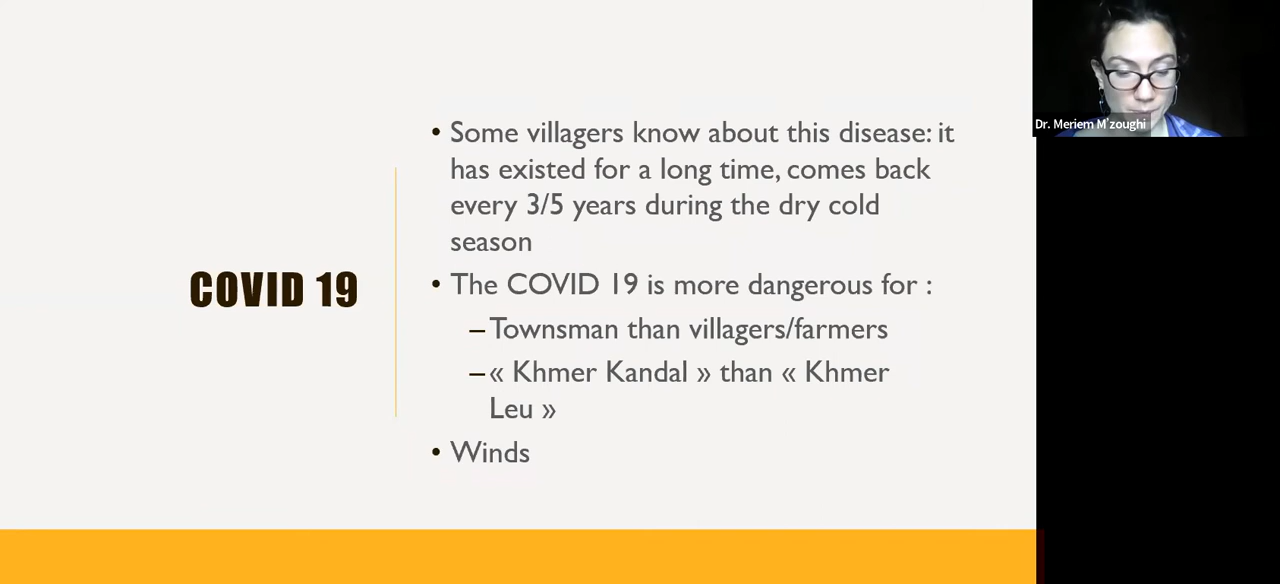 COVID 19
• Some villagers know about this disease: it
has existed for a long time, comes back
every 3/5 years during the dry cold
season
• The COVID 19 is more dangerous for :
– Townsman than villagers/farmers
– « Khmer Kandal » than « Khmer
Leu »
• Winds
Dr. Meriem M'zoughi